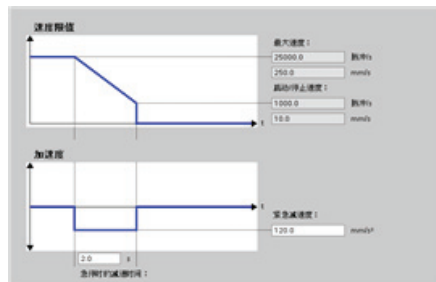 速度限值
最大速度：
25000.0 脉冲/s
250.0 mm/s
启动/停止速度：
1000.0 脉冲/s
10.0 mm/s
t
加速度
t
紧急减速度：
120.0 mm/s²
2.0 s
急停时的减速时间：